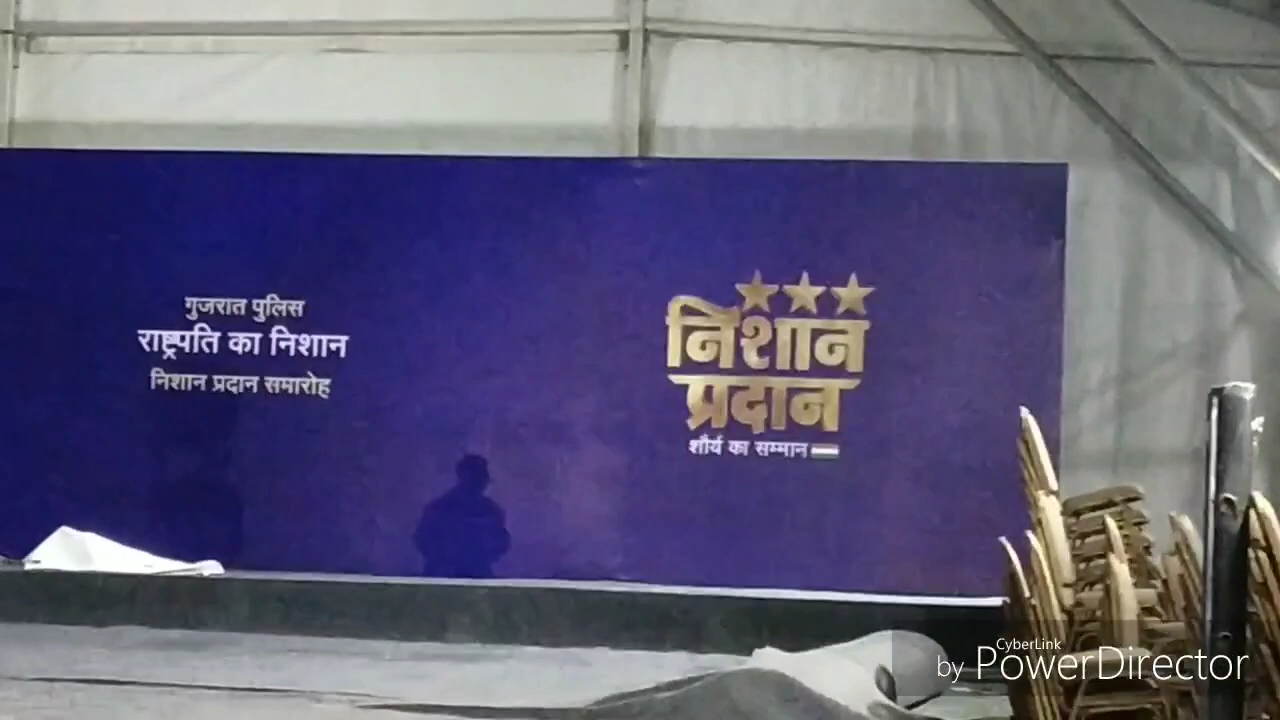 गुजरात पुलिस
राष्ट्रपति का निशान
निशान प्रदान समारोह
निशान
प्रदान
शौर्य का सम्मान
CyberLink
by PowerDirector